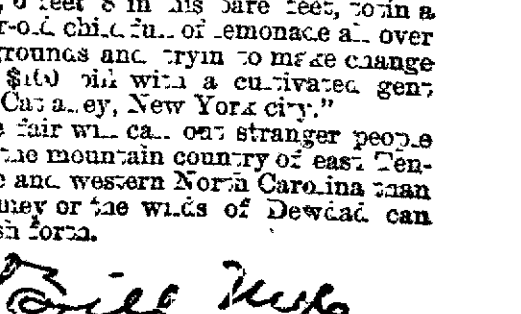 6 feet 8 in his bare feet, totin a
r-old child full of lemonade all over
grounds and tryin to make change
$100 bill with a cultivated gent
Cat alley, New York city."
fair will call out stranger people
the mountain country of east Ten-
and western North Carolina than
or the wilds of Dewdad can
sh forth.
Bill Nye